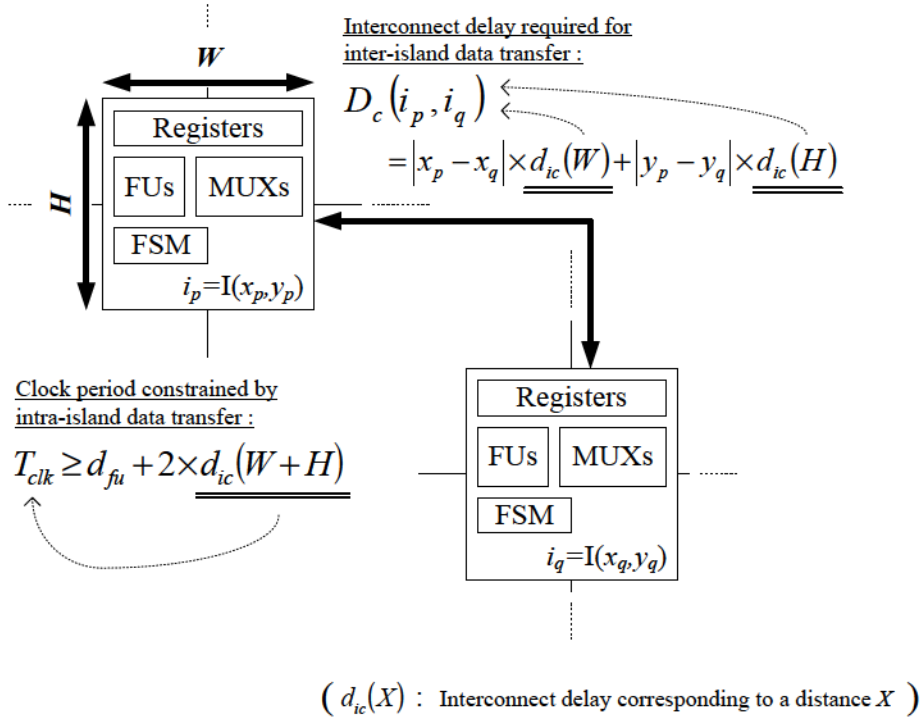 Interconnect delay required for
inter-island data transfer :
D_c(i_p, i_q)
= |x_p − x_q| × d_ic(W) + |y_p − y_q| × d_ic(H)
W
H
Registers
FUs
MUXs
FSM
i_p=I(x_p,y_p)
Clock period constrained by
intra-island data transfer :
T_clk ≥ d_fu + 2 × d_ic(W + H)
Registers
FUs
MUXs
FSM
i_q=I(x_q,y_q)
( d_ic(X) : Interconnect delay corresponding to a distance X )